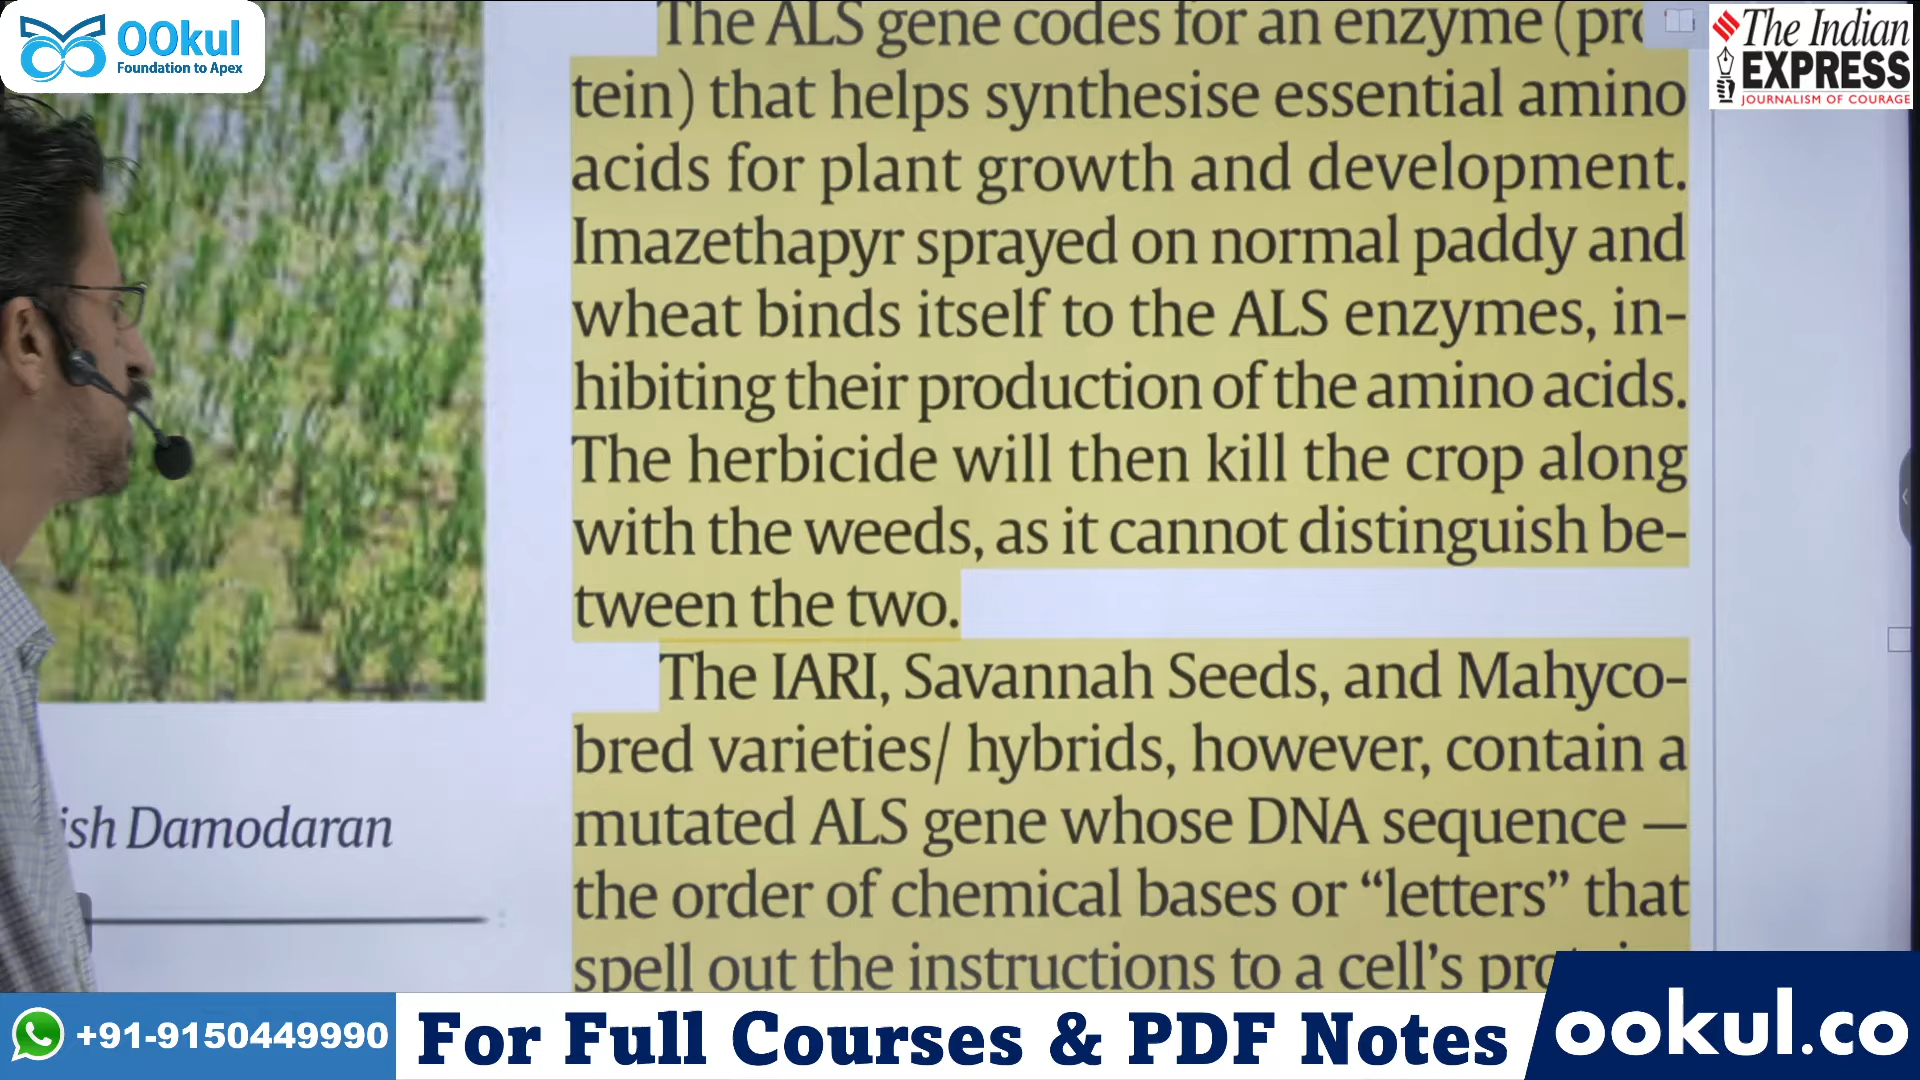 OOkul
Foundation to Apex
The Indian
EXPRESS
JOURNALISM OF COURAGE
The ALS gene codes for an enzyme (pro
tein) that helps synthesise essential amino
acids for plant growth and development.
Imazethapyr sprayed on normal paddy and
wheat binds itself to the ALS enzymes, in-
hibiting their production of the amino acids.
The herbicide will then kill the crop along
with the weeds, as it cannot distinguish be-
tween the two.
The IARI, Savannah Seeds, and Mahyco-
bred varieties/ hybrids, however, contain a
mutated ALS gene whose DNA sequence —
the order of chemical bases or “letters” that
spell out the instructions to a cell’s
ish Damodaran
+91-9150449990
For Full Courses & PDF Notes
ookul.co